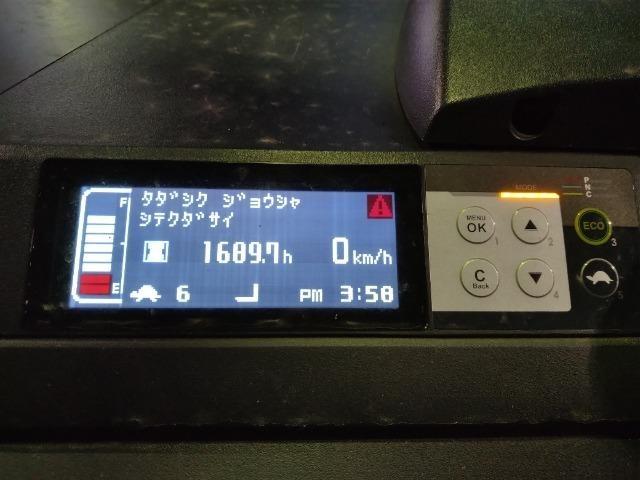 F
タダシク ジョウシャ
シテクダサイ
1689.7h 0km/h
E
6 PM 3:58
MODE
P
N
C
MENU
OK 1
2
ECO 3
C
Back
4
5